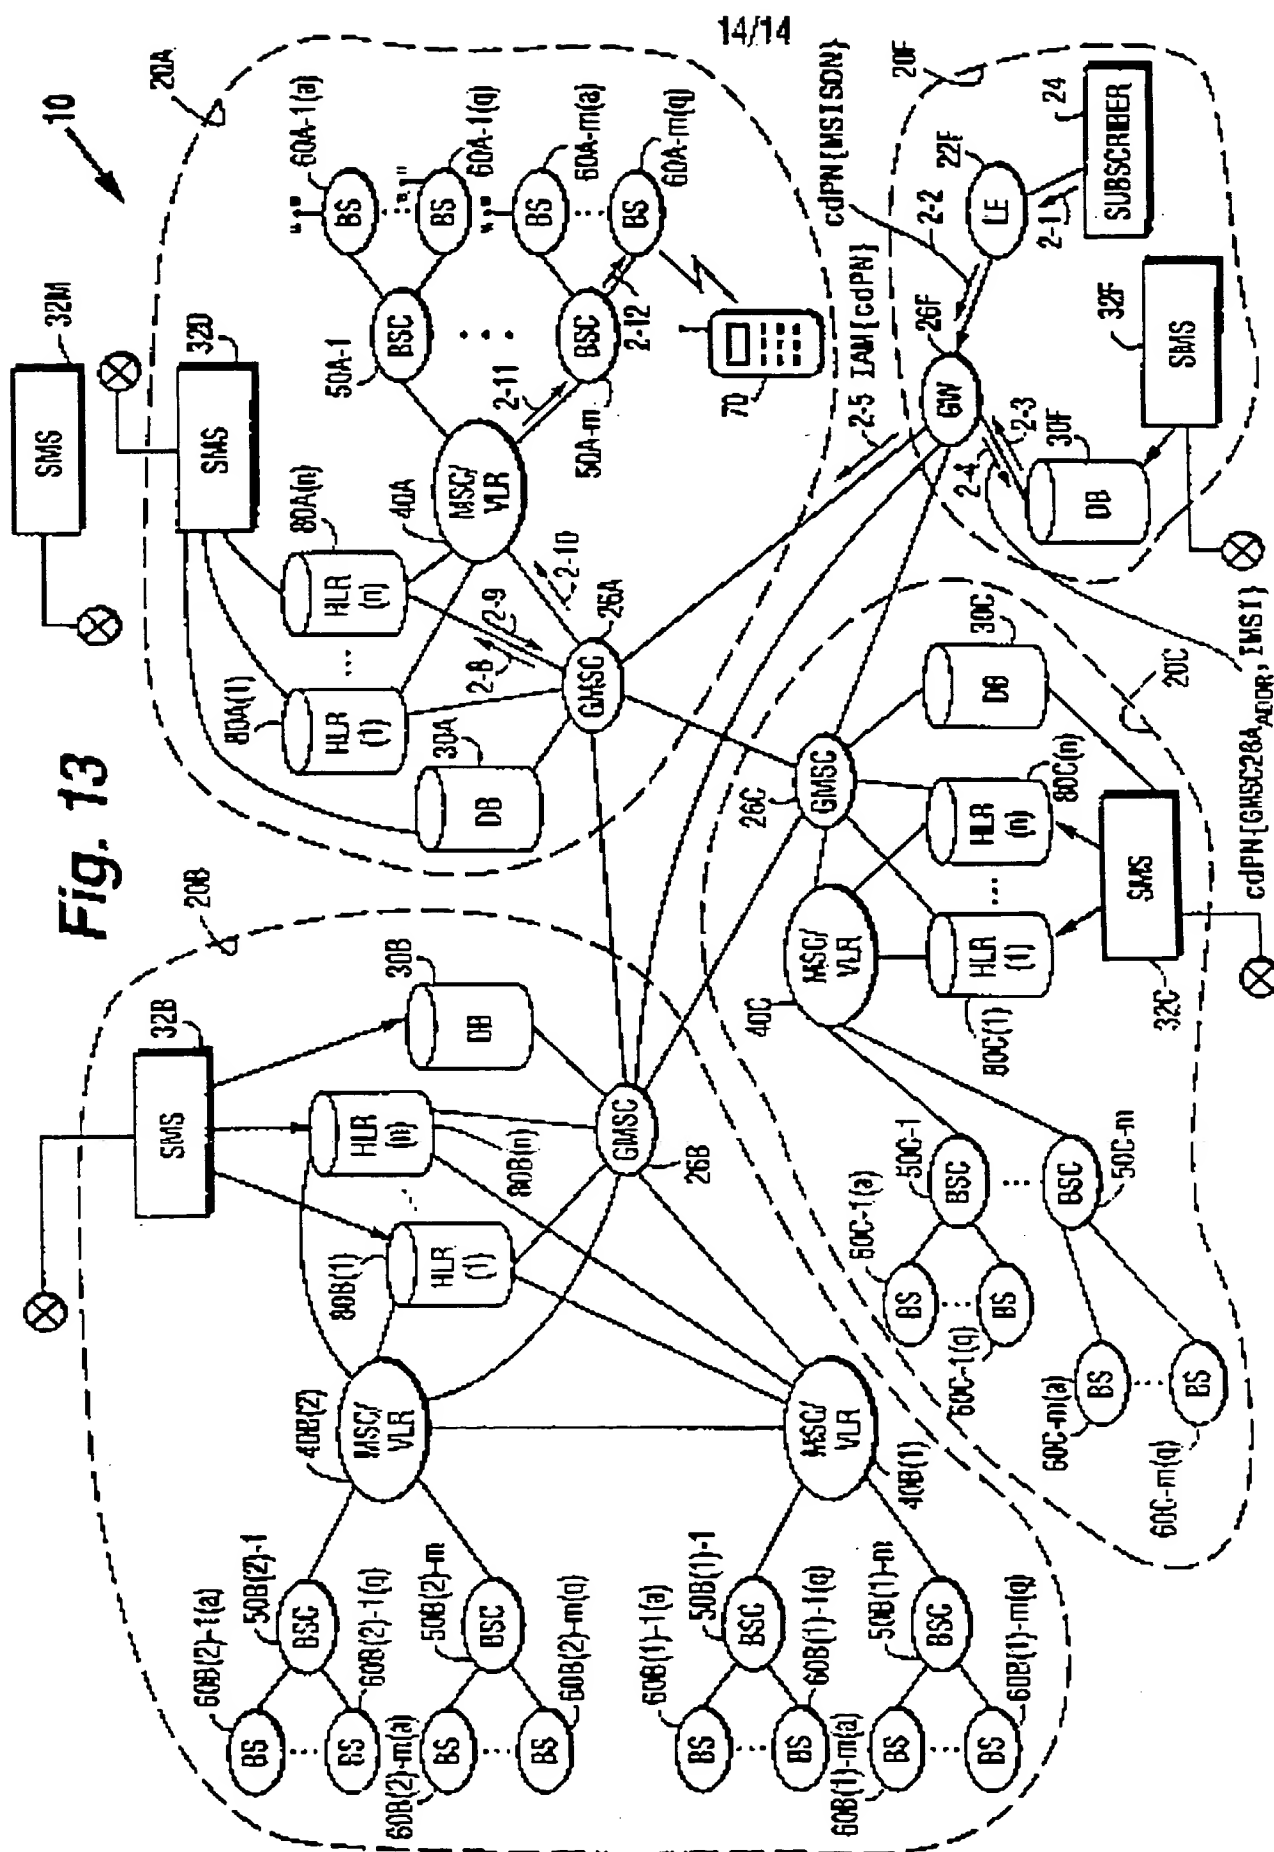 14/14
Fig. 13
10
20A
SMS
32M
SMS
32D
80A(1)
HLR
(1)
...
HLR
(n)
80A(n)
30A
DB
40A
MSC/
VLR
2-8
2-9
2-10
GMSC
26A
50A-1
BSC
2-11
50A-m
BSC
2-12
60A-1(a)
BS
BS
60A-1(q)
BS
60A-m(a)
BS
60A-m(q)
70
20B
32B
SMS
30B
DB
HLR
(n)
80B(n)
80B(1)
HLR
(1)
GMSC
26B
40B(2)
MSC/
VLR
MSC/
VLR
40B(1)
60B(2)-1(a)
50B(2)-1
BSC
BS
BS
60B(2)-1(q)
60B(2)-m(a)
50B(2)-m
BSC
BS
BS
60B(2)-m(q)
60B(1)-1(a)
50B(1)-1
BSC
BS
BS
60B(1)-1(q)
60B(1)-m(a)
50B(1)-m
BSC
BS
BS
60B(1)-m(q)
20C
26C
GMSC
30C
DB
40C
MSC/
VLR
80C(1)
HLR
(1)
...
HLR
(n)
80C(n)
SMS
32C
50C-1
BSC
BSC
50C-m
60C-1(a)
BS
BS
60C-1(q)
60C-m(a)
BS
BS
60C-m(q)
20F
cdPN{MSISDN}
2-2
22F
LE
2-1
24
SUBSCRIBER
2-5 IAM{cdPN}
26F
GW
2-3
2-4
30F
DB
32F
SMS
cdPN{GMSC26A ADDR, IMSI}